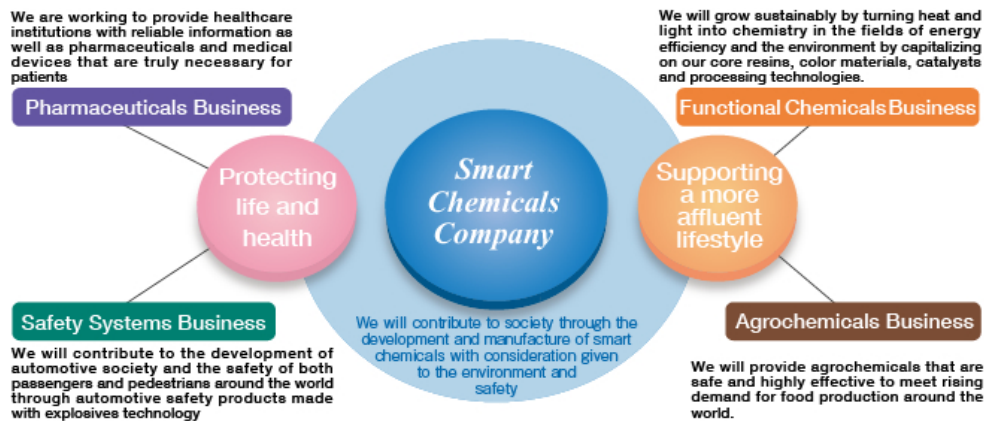 We are working to provide healthcare
institutions with reliable information as
well as pharmaceuticals and medical
devices that are truly necessary for
patients
Pharmaceuticals Business
Protecting
life and
health
Safety Systems Business
We will contribute to the development of
automotive society and the safety of both
passengers and pedestrians around the world
through automotive safety products made
with explosives technology
Smart
Chemicals
Company
We will contribute to society through the
development and manufacture of smart
chemicals with consideration given
to the environment and
safety
We will grow sustainably by turning heat and
light into chemistry in the fields of energy
efficiency and the environment by capitalizing
on our core resins, color materials, catalysts
and processing technologies.
Functional Chemicals Business
Supporting
a more
affluent
lifestyle
Agrochemicals Business
We will provide agrochemicals that are
safe and highly effective to meet rising
demand for food production around the
world.